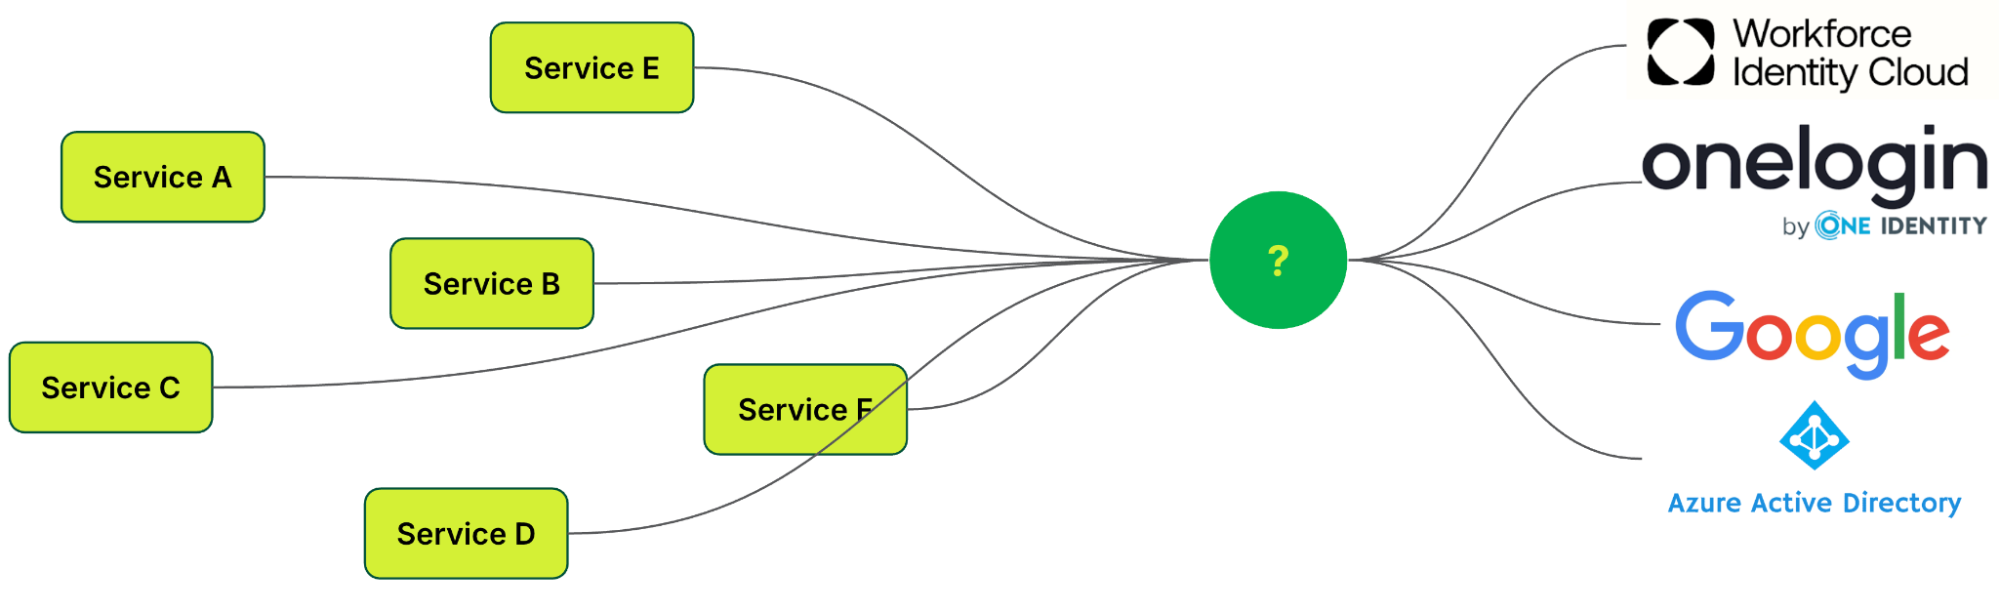 Service E
Service A
Service B
Service C
Service F
Service D
?
Workforce
Identity Cloud
onelogin
by ONE IDENTITY
Google
Azure Active Directory